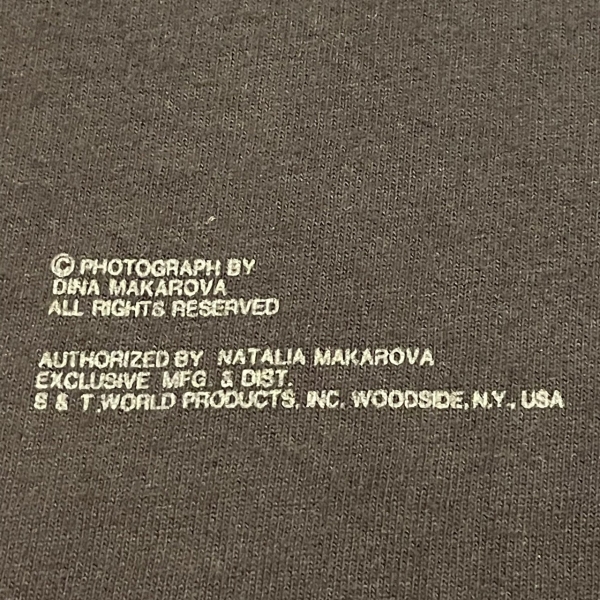 © PHOTOGRAPH BY
DINA MAKAROVA
ALL RIGHTS RESERVED
AUTHORIZED BY NATALIA MAKAROVA
EXCLUSIVE MFG. & DIST.
S & T WORLD PRODUCTS, INC. WOODSIDE, N.Y., USA